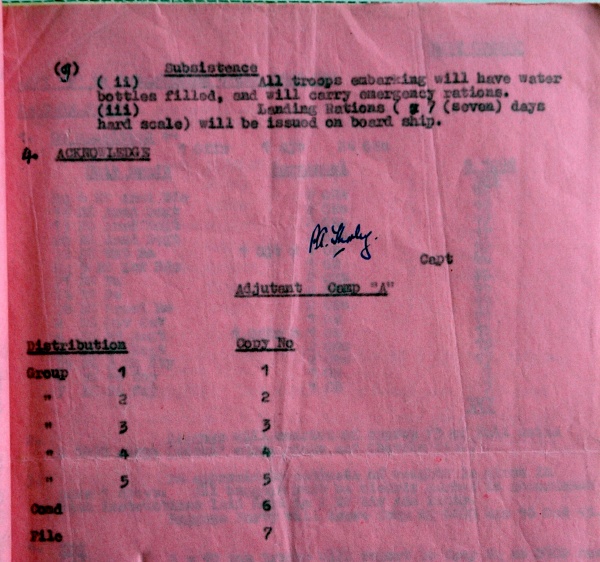 (g) Subsistence
( ii) All troops embarking will have water
bottles filled, and will carry emergency rations.
(iii) Landing Rations ( 7 (seven) days
hard scale) will be issued on board ship.
4. ACKNOWLEDGE
Capt
Adjutant Camp "A"
Distribution Copy No
Group 1 1
" 2 2
" 3 3
" 4 4
" 5 5
Comd 6
File 7